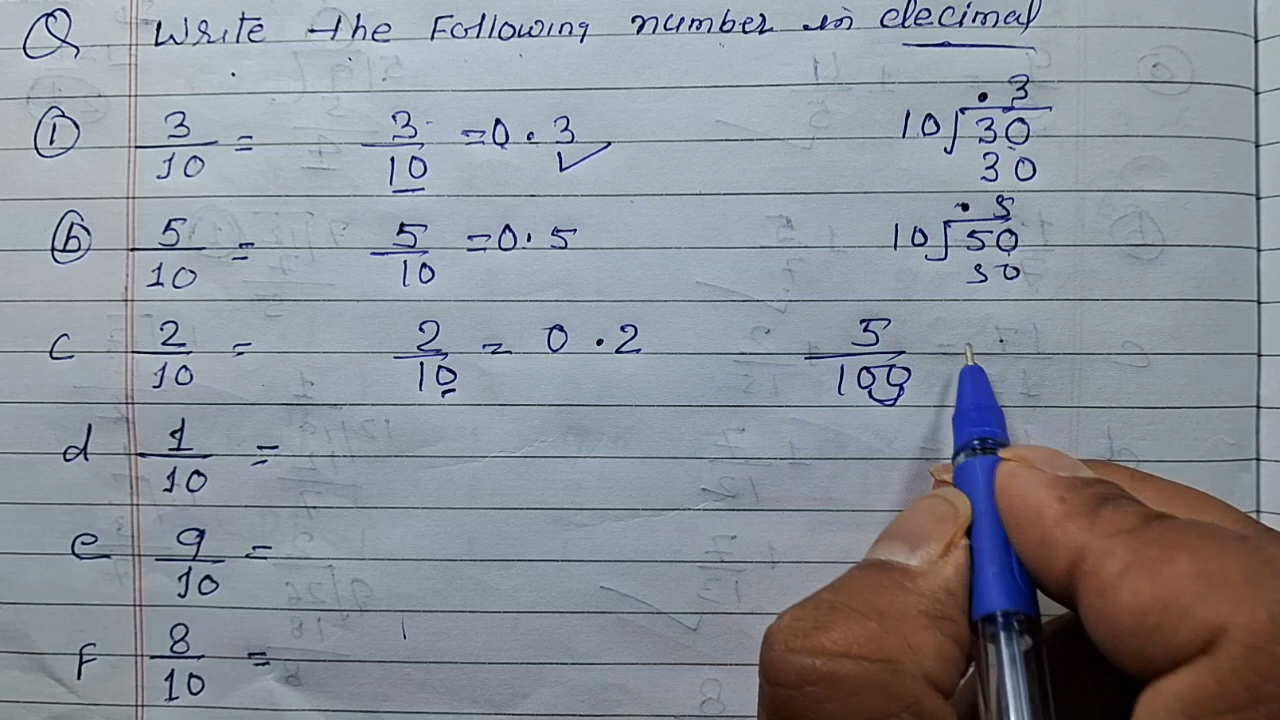 Q Write the Following number in decimal
① 3/10 = 3/10 = 0.3 ✓
.3
10⟌30
30
ⓑ 5/10 = 5/10 = 0.5
.5
10⟌50
50
c 2/10 = 2/10 = 0.2 5/100
d 1/10 =
e 9/10 =
F 8/10 =